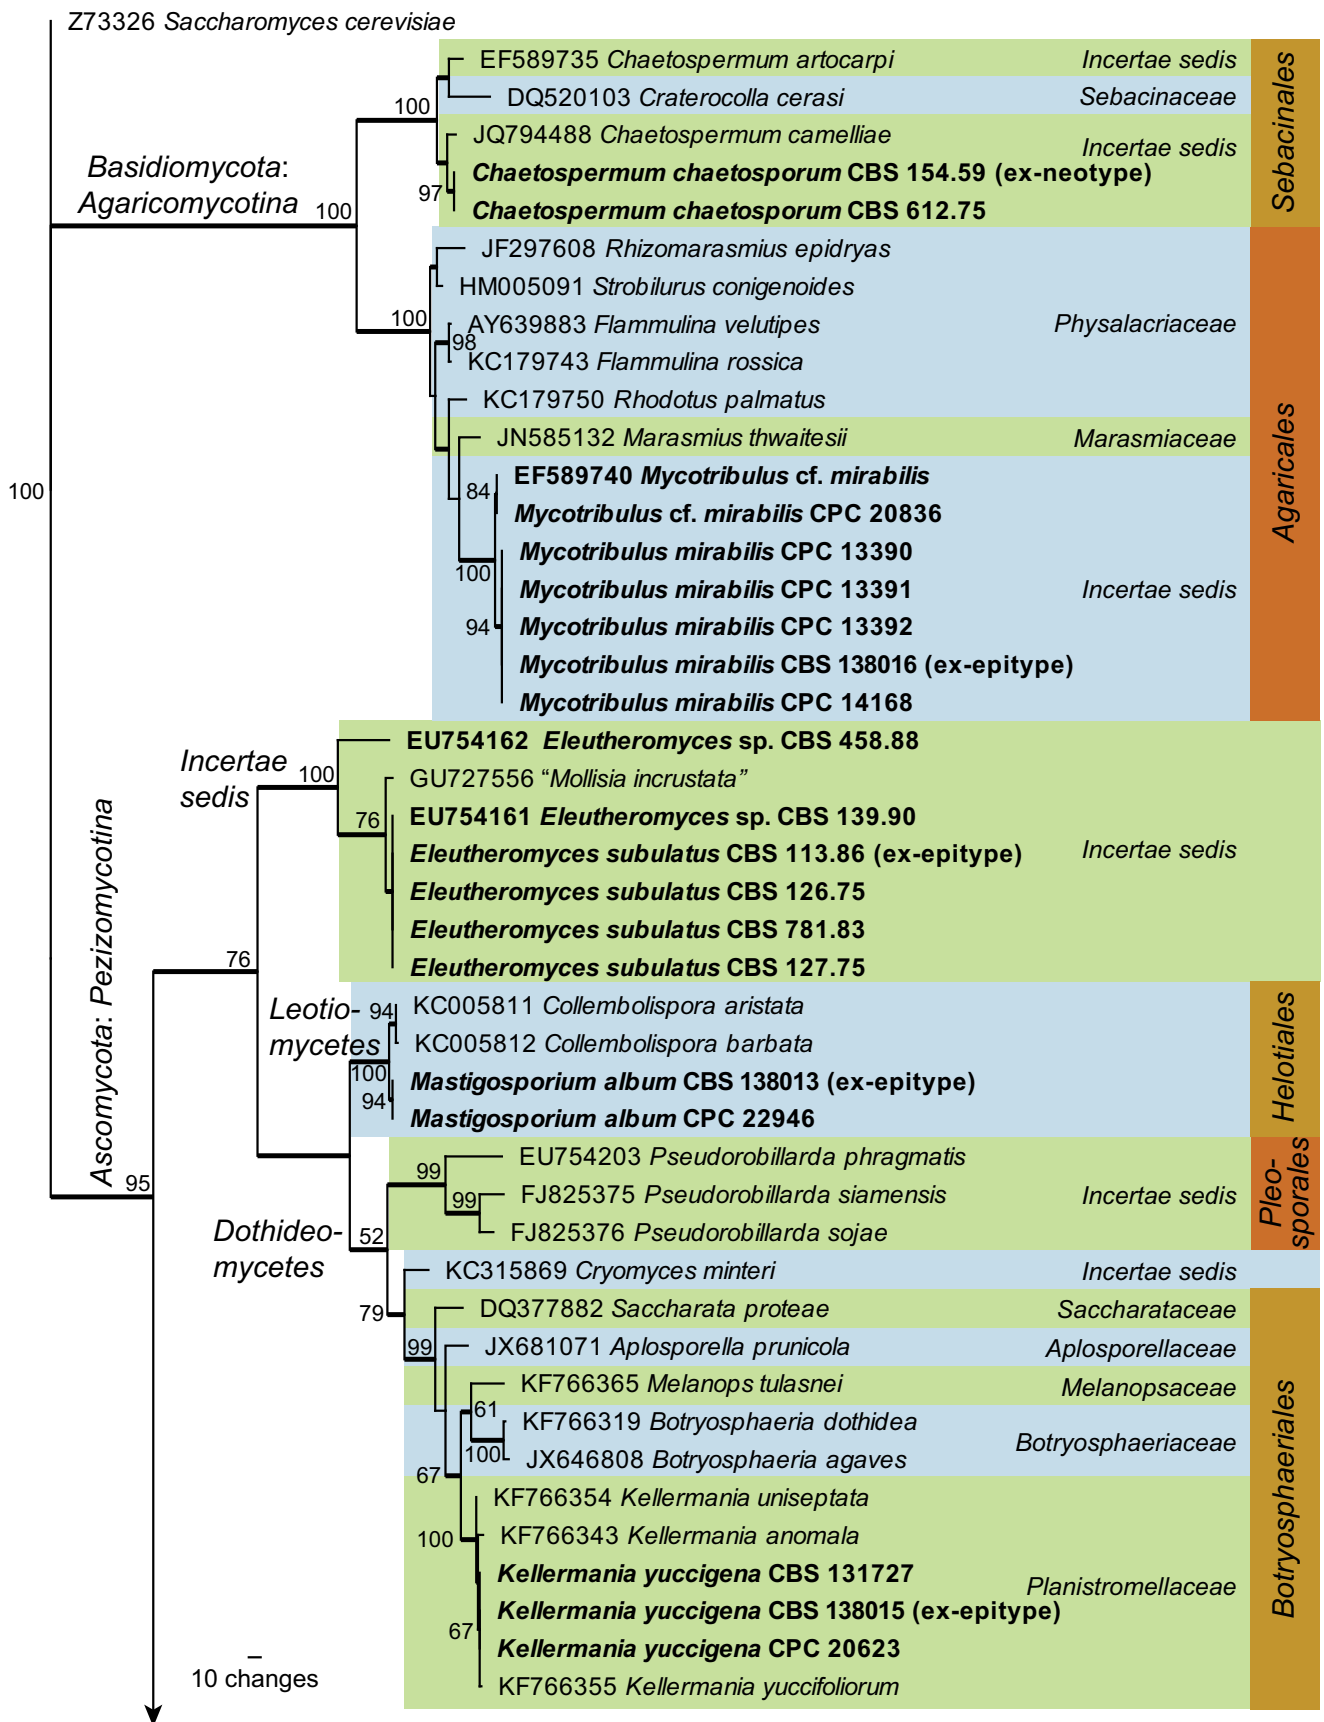 Z73326 Saccharomyces cerevisiae
EF589735 Chaetospermum artocarpi
Incertae sedis
DQ520103 Craterocolla cerasi
Sebacinaceae
100
JQ794488 Chaetospermum camelliae
Incertae sedis
Chaetospermum chaetosporum CBS 154.59 (ex-neotype)
97
Chaetospermum chaetosporum CBS 612.75
Sebacinales
Basidiomycota:
Agaricomycotina
100
JF297608 Rhizomarasmius epidryas
HM005091 Strobilurus conigenoides
100
AY639883 Flammulina velutipes
Physalacriaceae
98
KC179743 Flammulina rossica
KC179750 Rhodotus palmatus
JN585132 Marasmius thwaitesii
Marasmiaceae
Agaricales
100
EF589740 Mycotribulus cf. mirabilis
84
Mycotribulus cf. mirabilis CPC 20836
Mycotribulus mirabilis CPC 13390
100
Mycotribulus mirabilis CPC 13391
Incertae sedis
Mycotribulus mirabilis CPC 13392
94
Mycotribulus mirabilis CBS 138016 (ex-epitype)
Mycotribulus mirabilis CPC 14168
EU754162 Eleutheromyces sp. CBS 458.88
Incertae
sedis
100
GU727556 “Mollisia incrustata”
76
EU754161 Eleutheromyces sp. CBS 139.90
Eleutheromyces subulatus CBS 113.86 (ex-epitype)
Incertae sedis
Eleutheromyces subulatus CBS 126.75
Eleutheromyces subulatus CBS 781.83
Eleutheromyces subulatus CBS 127.75
Ascomycota: Pezizomycotina
76
Leotio-
mycetes
94
KC005811 Collembolispora aristata
KC005812 Collembolispora barbata
100
Mastigosporium album CBS 138013 (ex-epitype)
94
Mastigosporium album CPC 22946
Helotiales
EU754203 Pseudorobillarda phragmatis
99
FJ825375 Pseudorobillarda siamensis
Incertae sedis
99
FJ825376 Pseudorobillarda sojae
Pleo-
sporales
95
Dothideo-
mycetes
52
KC315869 Cryomyces minteri
Incertae sedis
79
DQ377882 Saccharata proteae
Saccharataceae
99
JX681071 Aplosporella prunicola
Aplosporellaceae
KF766365 Melanops tulasnei
Melanopsaceae
61
KF766319 Botryosphaeria dothidea
Botryosphaeriaceae
100
JX646808 Botryosphaeria agaves
67
KF766354 Kellermania uniseptata
100
KF766343 Kellermania anomala
Kellermania yuccigena CBS 131727
Planistromellaceae
Kellermania yuccigena CBS 138015 (ex-epitype)
67
Kellermania yuccigena CPC 20623
KF766355 Kellermania yuccifoliorum
Botryosphaeriales
10 changes